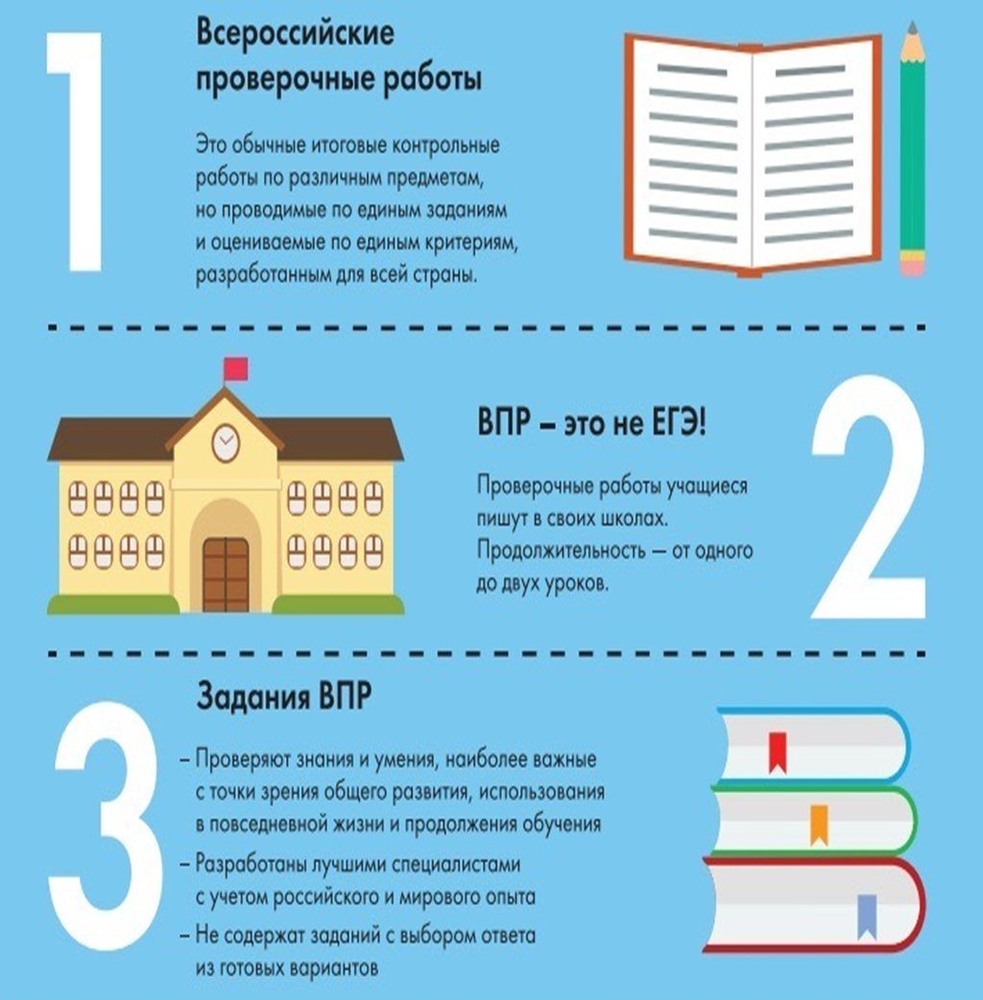 1
Всероссийские
проверочные работы
Это обычные итоговые контрольные
работы по различным предметам,
но проводимые по единым заданиям
и оцениваемые по единым критериям,
разработанным для всей страны.
2
ВПР – это не ЕГЭ!
Проверочные работы учащиеся
пишут в своих школах.
Продолжительность — от одного
до двух уроков.
3
Задания ВПР
– Проверяют знания и умения, наиболее важные
с точки зрения общего развития, использования
в повседневной жизни и продолжения обучения
– Разработаны лучшими специалистами
с учетом российского и мирового опыта
– Не содержат заданий с выбором ответа
из готовых вариантов